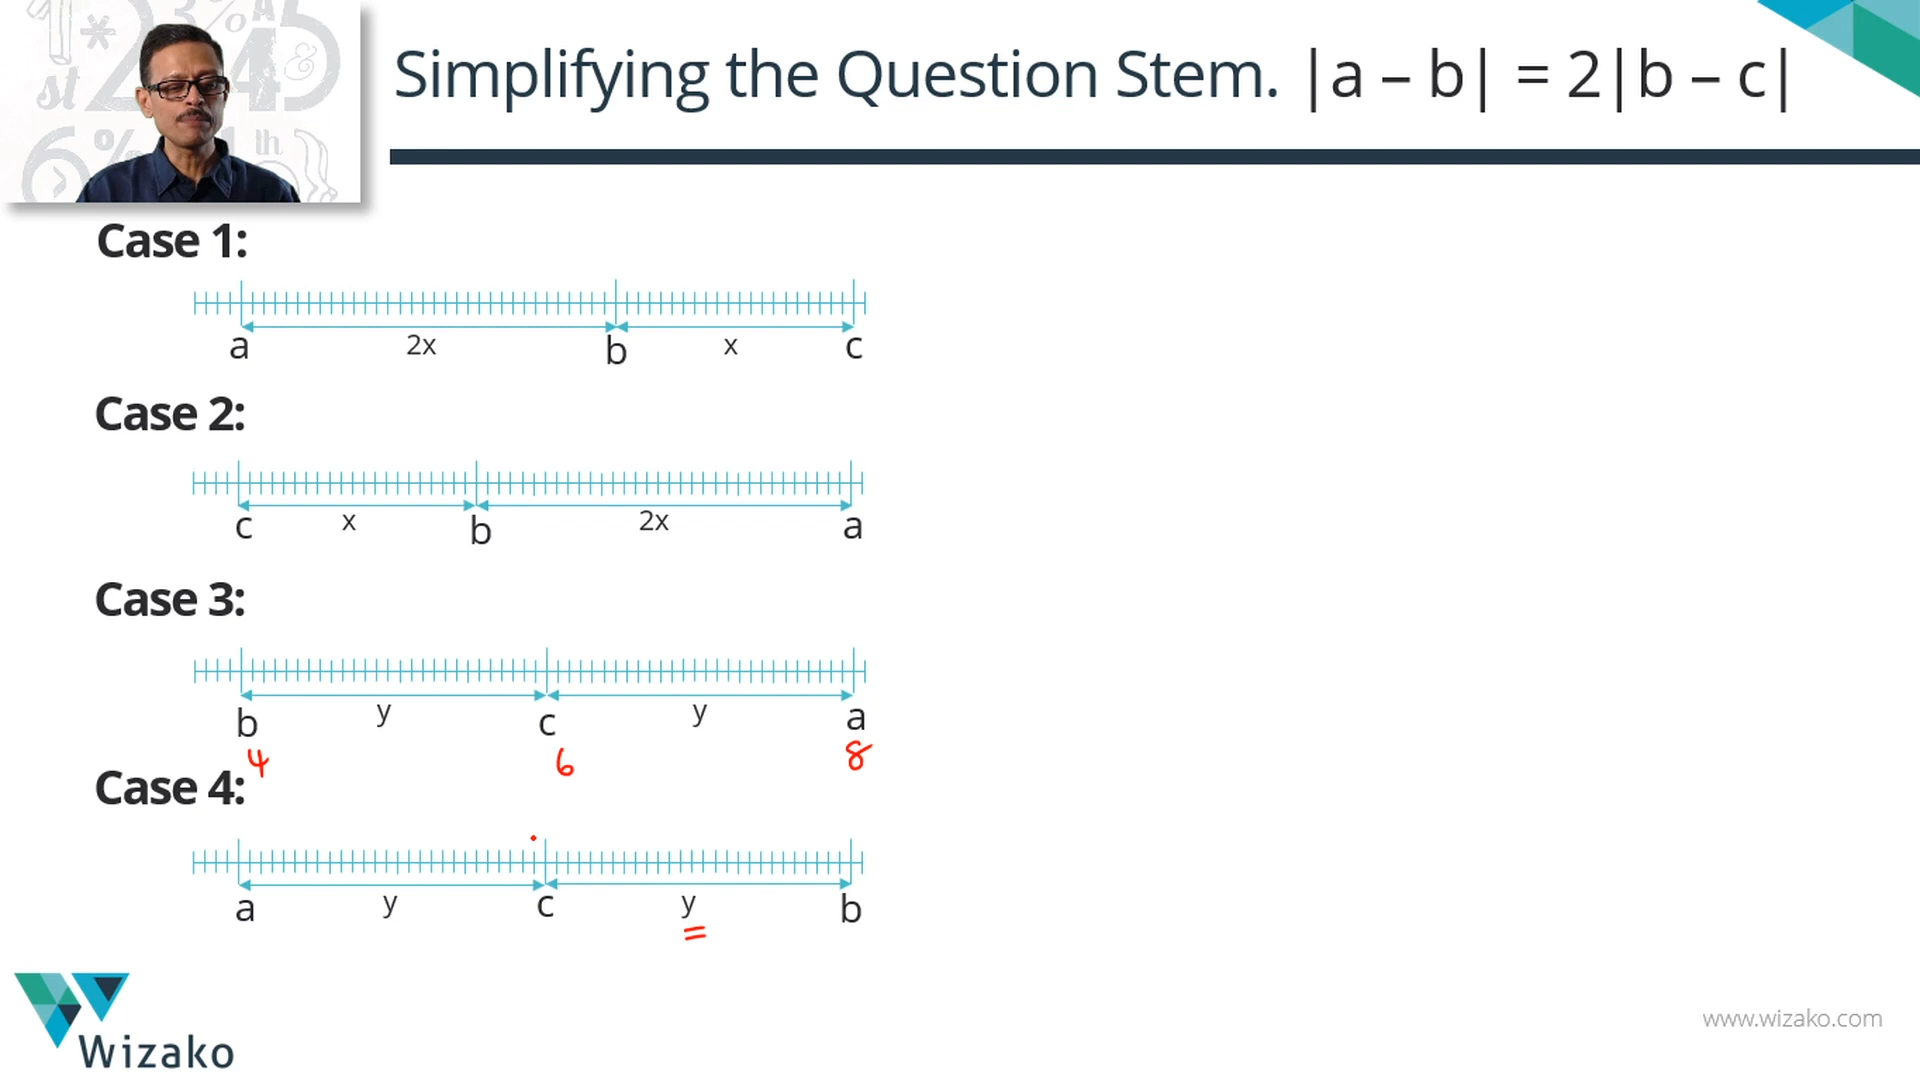 Simplifying the Question Stem. |a – b| = 2|b – c|
Case 1:
2x x
a b c
Case 2:
x 2x
c b a
Case 3:
y y
b c a
4 6 8
Case 4:
y y
a c b
=
Wizako
www.wizako.com